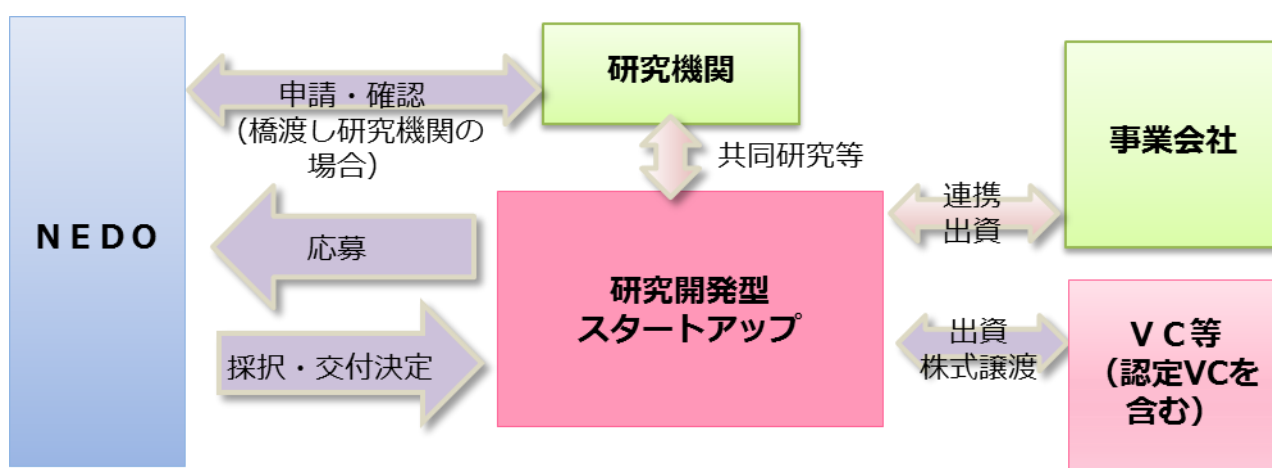 ＮＥＤＯ
申請・確認
（橋渡し研究機関の
場合）
研究機関
共同研究等
事業会社
連携
出資
応募
研究開発型
スタートアップ
採択・交付決定
出資
株式譲渡
ＶＣ等
（認定VCを
含む）